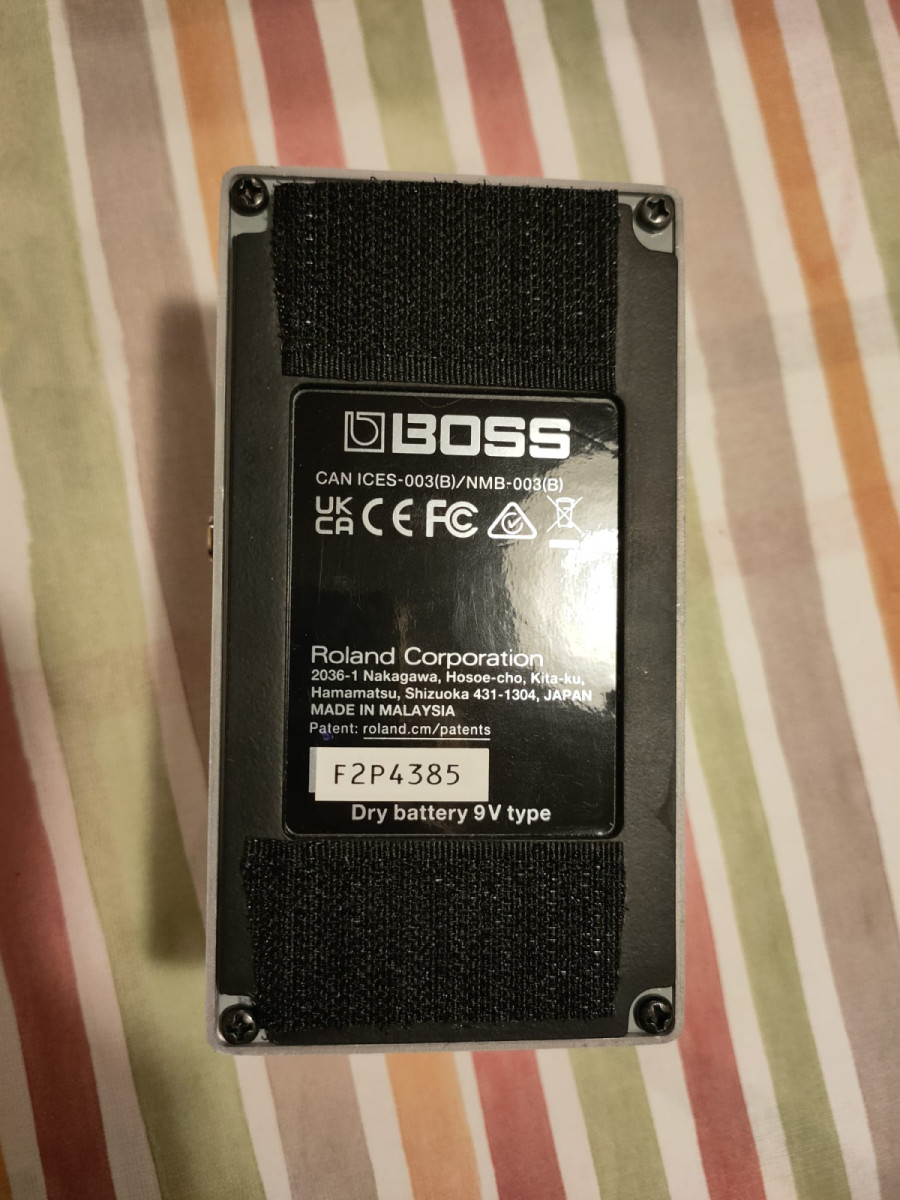 BOSS
CAN ICES-003(B)/NMB-003(B)
UK
CA CE FC
Roland Corporation
2036-1 Nakagawa, Hosoe-cho, Kita-ku,
Hamamatsu, Shizuoka 431-1304, JAPAN
MADE IN MALAYSIA
Patent: roland.cm/patents
F2P4385
Dry battery 9V type